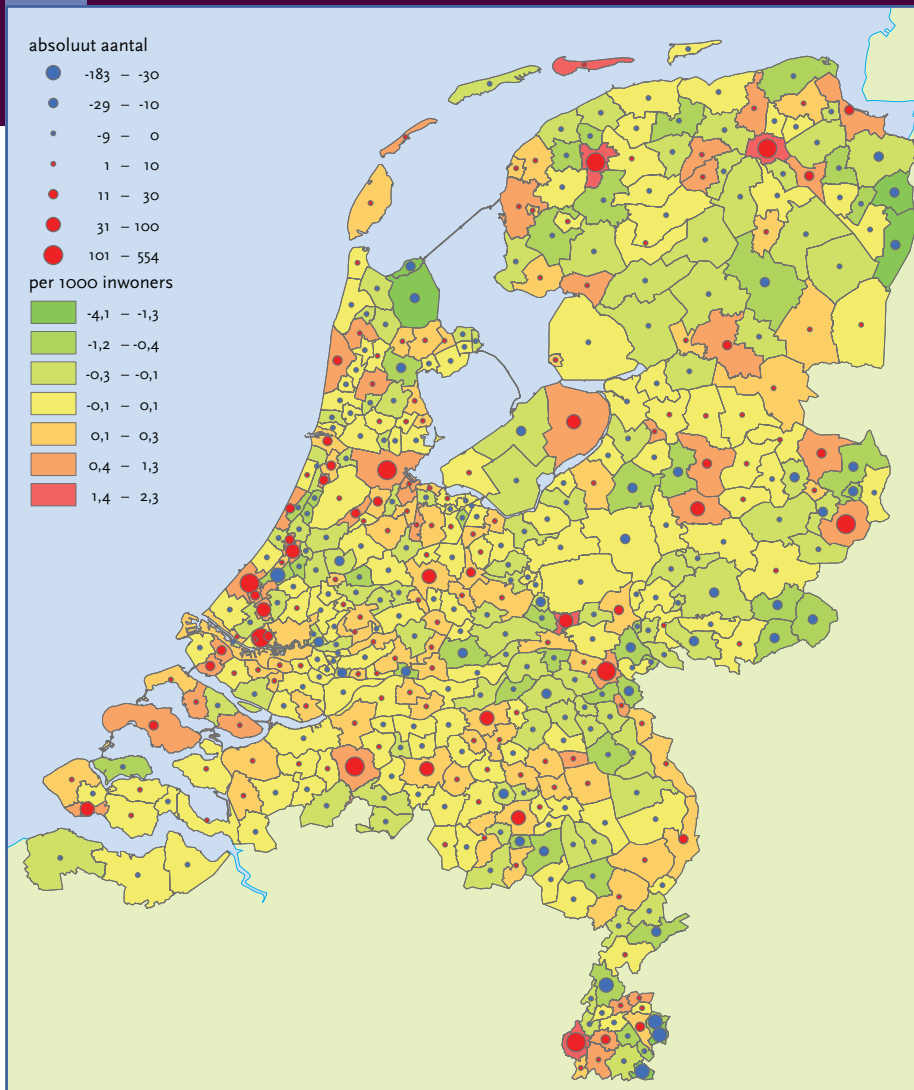 absoluut aantal
-183 – -30
-29 – -10
-9 – 0
1 – 10
11 – 30
31 – 100
101 – 554
per 1000 inwoners
-4,1 – -1,3
-1,2 – -0,4
-0,3 – -0,1
-0,1 – 0,1
0,1 – 0,3
0,4 – 1,3
1,4 – 2,3